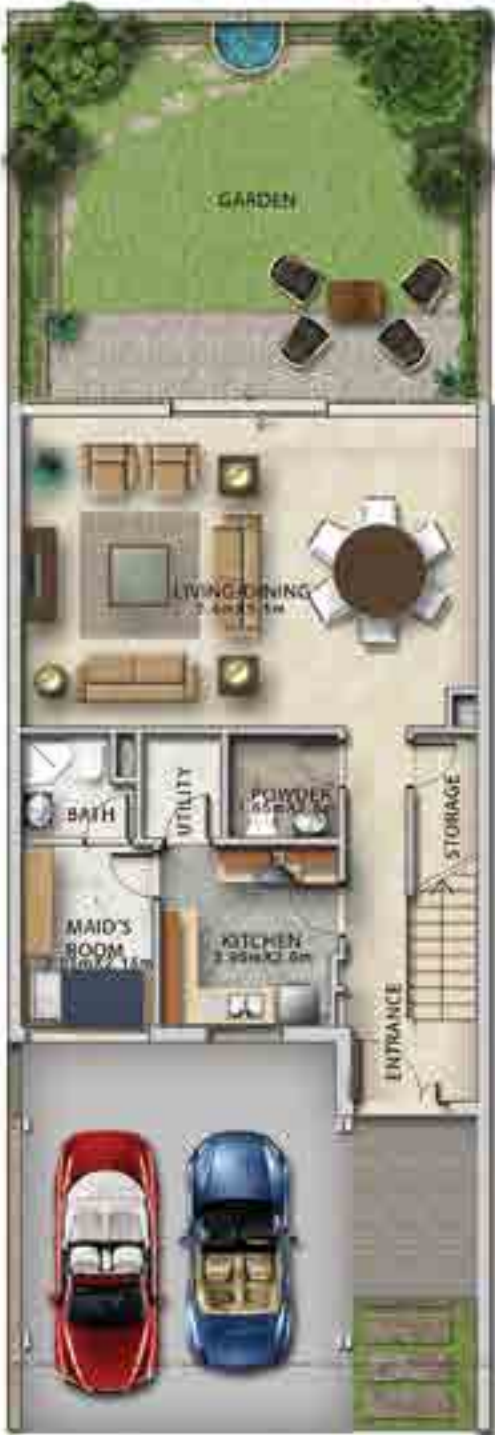 GARDEN
LIVING/DINING
BATH
UTILITY
POWDER
STORAGE
MAID'S
ROOM
KITCHEN
ENTRANCE